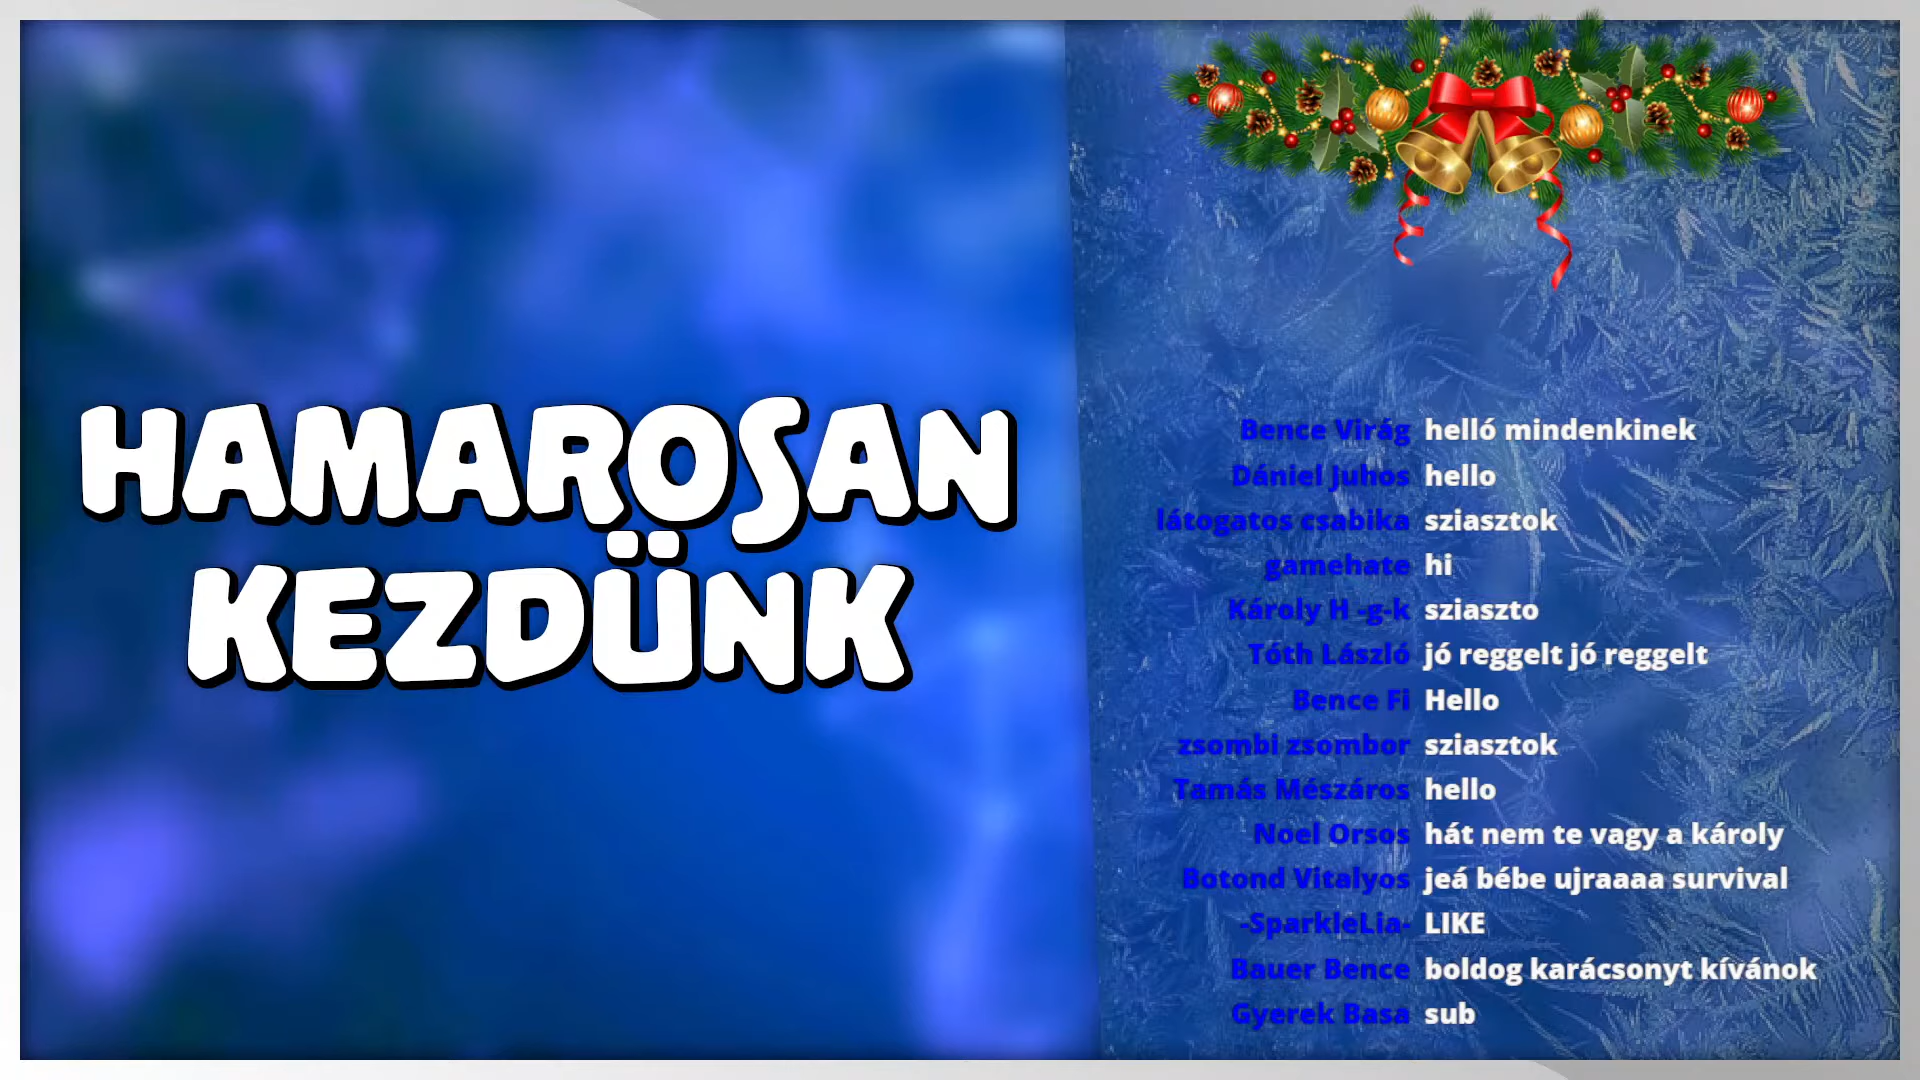 HAMAROSAN
KEZDÜNK
Bence Virág helló mindenkinek
Dániel Juhos hello
látogatos csabika sziasztok
gamehate hi
Károly H -g-k sziaszto
Tóth László jó reggelt jó reggelt
Bence Fi Hello
zsombi zsombor sziasztok
Tamás Mészáros hello
Noel Orsos hát nem te vagy a károly
Botond Vitalyos jeá bébe ujraaaa survival
-SparkleLia- LIKE
Bauer Bence boldog karácsonyt kívánok
Gyerek Basa sub